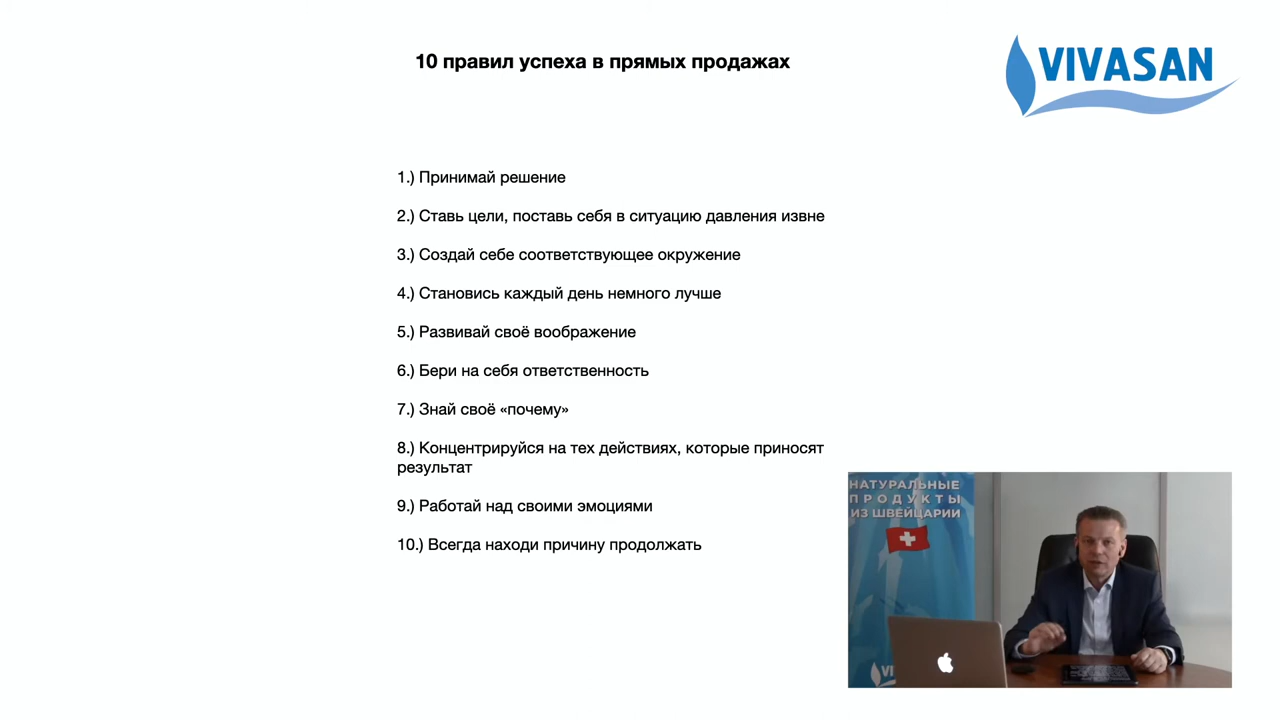 10 правил успеха в прямых продажах
VIVASAN
1.) Принимай решение
2.) Ставь цели, поставь себя в ситуацию давления извне
3.) Создай себе соответствующее окружение
4.) Становись каждый день немного лучше
5.) Развивай своё воображение
6.) Бери на себя ответственность
7.) Знай своё «почему»
8.) Концентрируйся на тех действиях, которые приносят
результат
9.) Работай над своими эмоциями
10.) Всегда находи причину продолжать
НАТУРАЛЬНЫЕ
ПРОДУКТЫ
ИЗ ШВЕЙЦАРИИ
VI